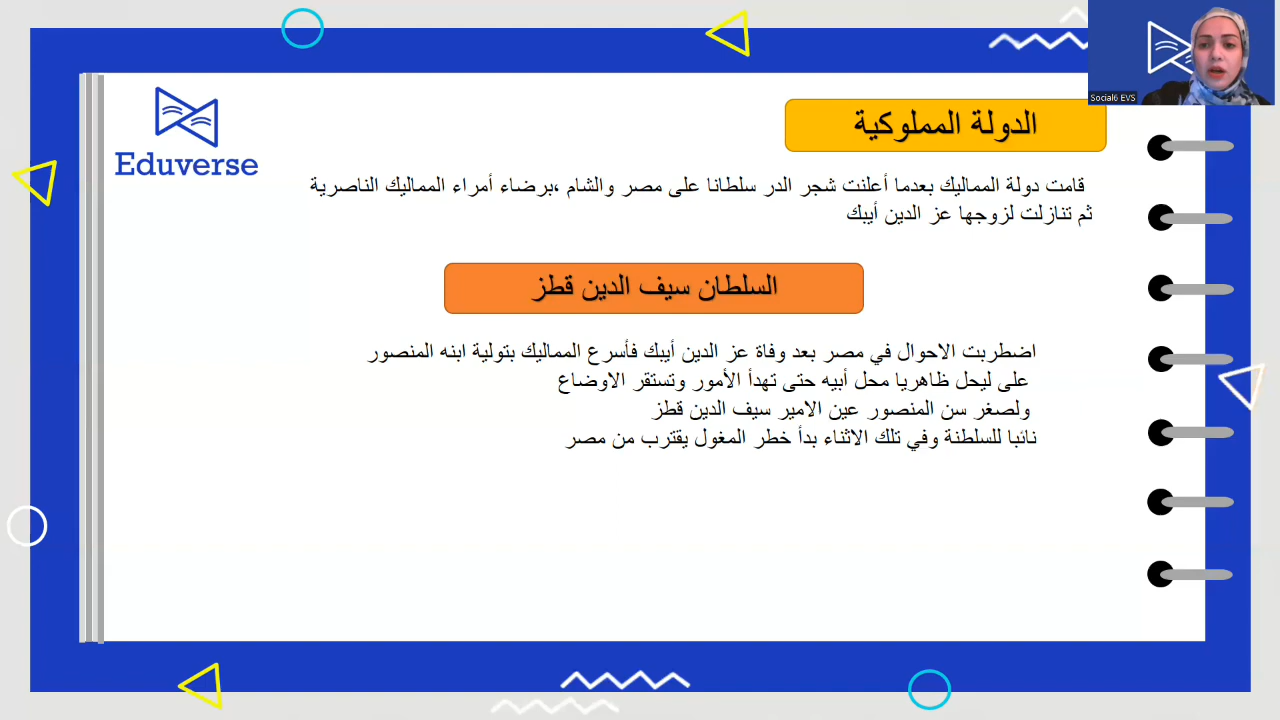 Social6 EVS
Eduverse
الدولة المملوكية
قامت دولة المماليك بعدما أعلنت شجر الدر سلطانا على مصر والشام ،برضاء أمراء المماليك الناصرية
ثم تنازلت لزوجها عز الدين أيبك
السلطان سيف الدين قطز
اضطربت الاحوال في مصر بعد وفاة عز الدين أيبك فأسرع المماليك بتولية ابنه المنصور
على ليحل ظاهريا محل أبيه حتى تهدأ الأمور وتستقر الاوضاع
ولصغر سن المنصور عين الامير سيف الدين قطز
نائبا للسلطنة وفي تلك الاثناء بدأ خطر المغول يقترب من مصر